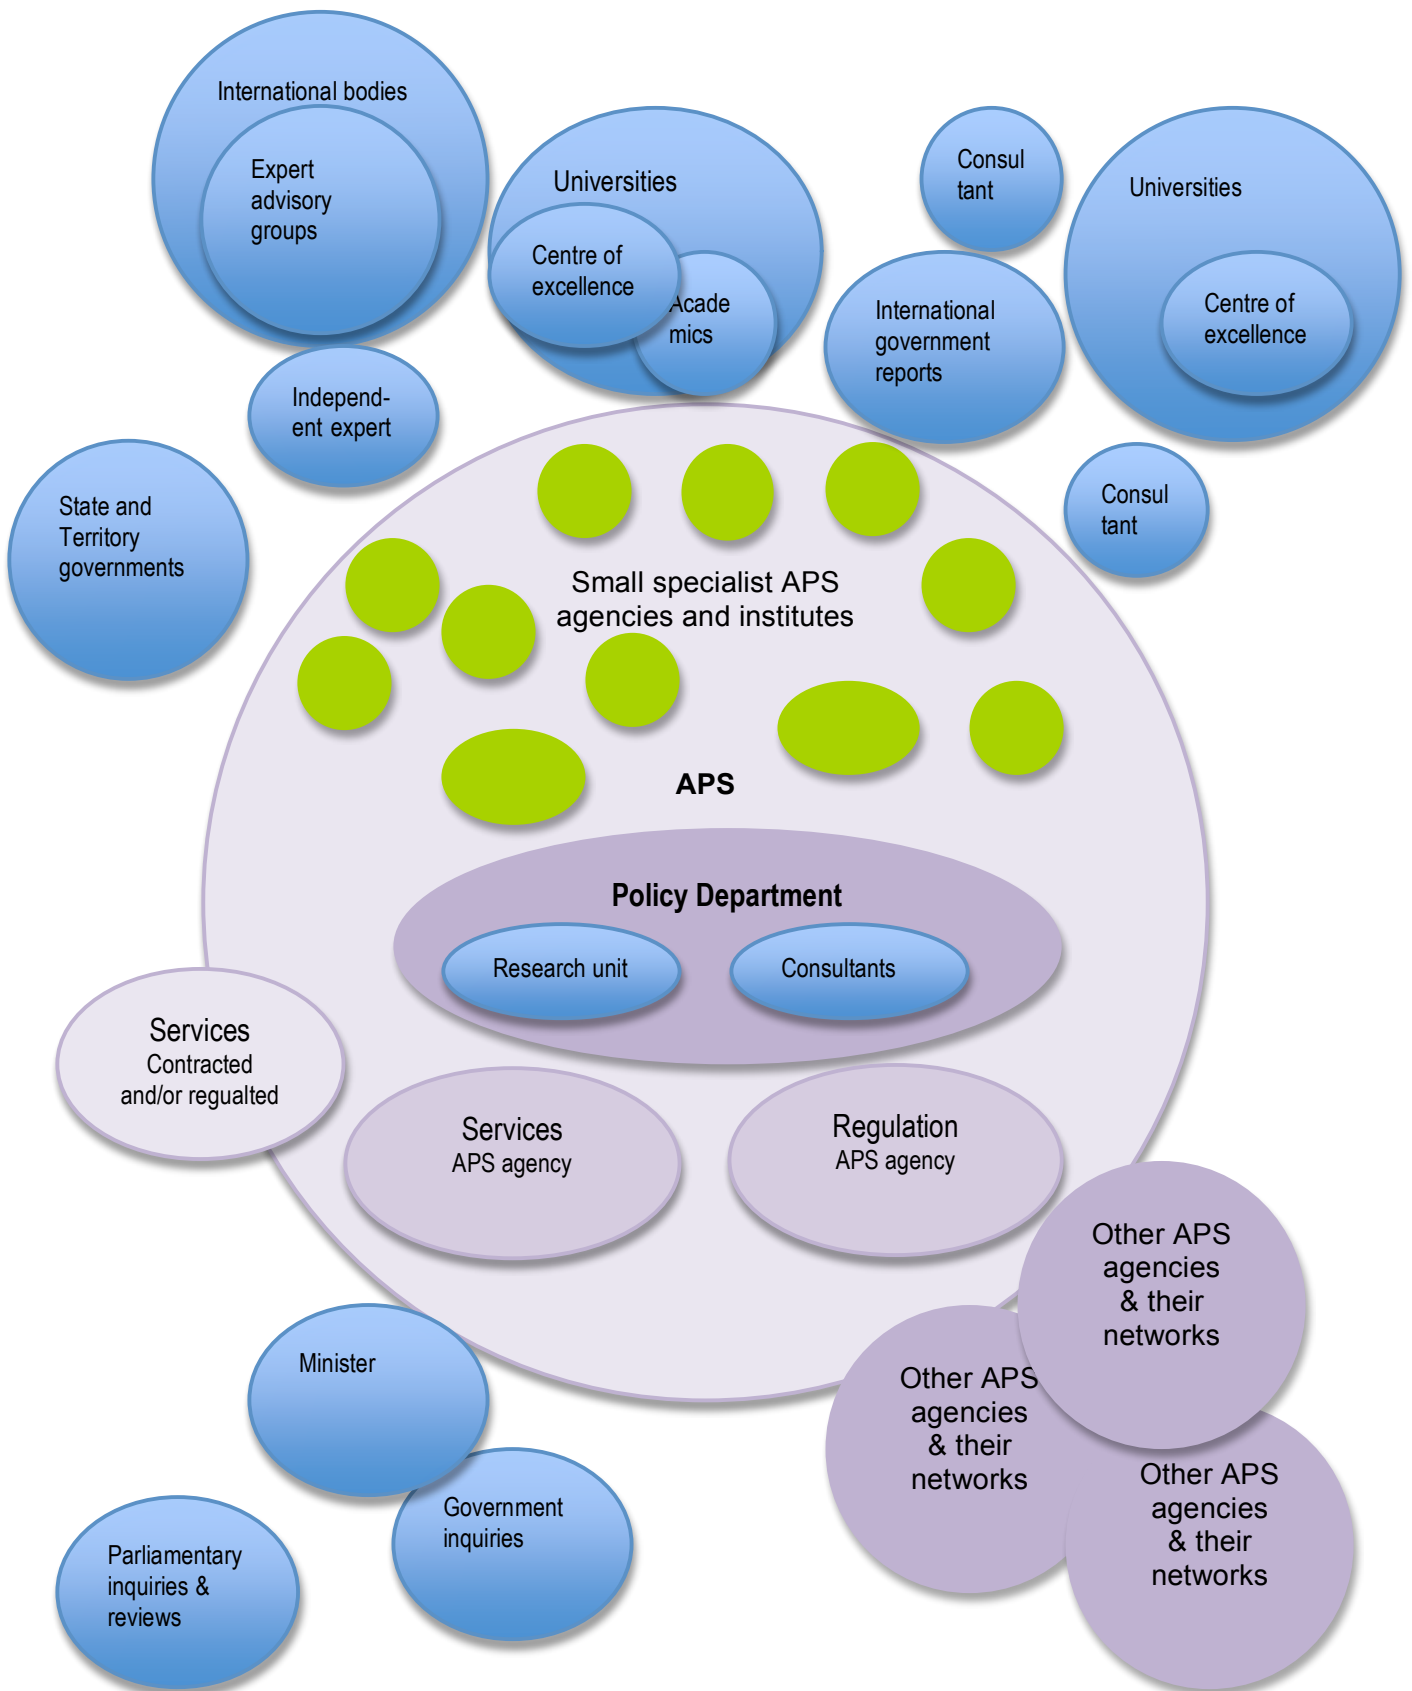 International bodies
Expert
advisory
groups
Universities
Centre of
excellence
Acade
mics
Consul
tant
Universities
International
government
reports
Centre of
excellence
Independ-
ent expert
State and
Territory
governments
Consul
tant
Small specialist APS
agencies and institutes
APS
Policy Department
Research unit
Consultants
Services
Contracted
and/or regualted
Services
APS agency
Regulation
APS agency
Other APS
agencies
& their
networks
Minister
Other APS
agencies
& their
networks
Other APS
agencies
& their
networks
Government
inquiries
Parliamentary
inquiries &
reviews